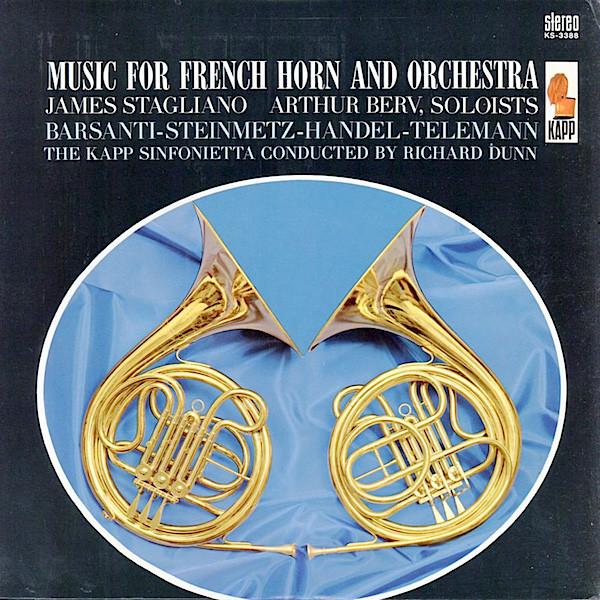 stereo
KS-3388
MUSIC FOR FRENCH HORN AND ORCHESTRA
JAMES STAGLIANO ARTHUR BERV, SOLOISTS
BARSANTI-STEINMETZ-HANDEL-TELEMANN
THE KAPP SINFONIETTA CONDUCTED BY RICHARD DUNN
KAPP